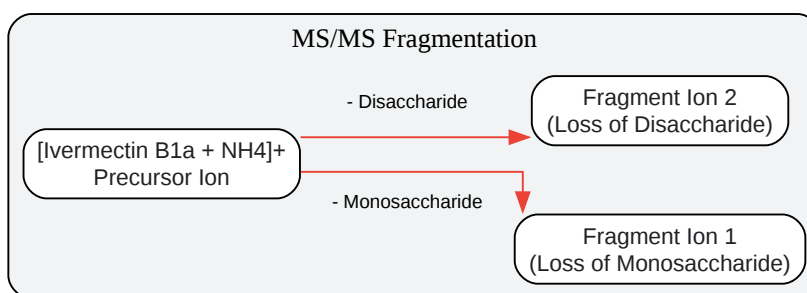 MS/MS Fragmentation
- Disaccharide
Fragment Ion 2
(Loss of Disaccharide)
[Ivermectin B1a + NH4]+
Precursor Ion
- Monosaccharide
Fragment Ion 1
(Loss of Monosaccharide)